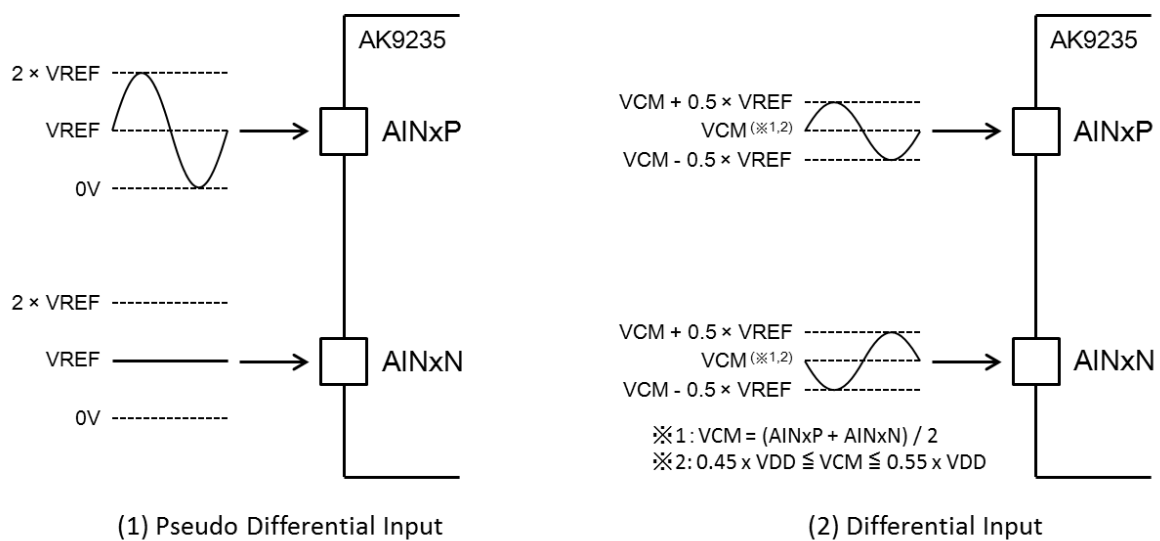 AK9235
2 × VREF
VREF
0V
AINxP
2 × VREF
VREF
0V
AINxN
(1) Pseudo Differential Input
AK9235
VCM + 0.5 × VREF
VCM (※1,2)
VCM - 0.5 × VREF
AINxP
VCM + 0.5 × VREF
VCM (※1,2)
VCM - 0.5 × VREF
AINxN
※1: VCM = (AINxP + AINxN) / 2
※2: 0.45 x VDD ≦ VCM ≦ 0.55 x VDD
(2) Differential Input